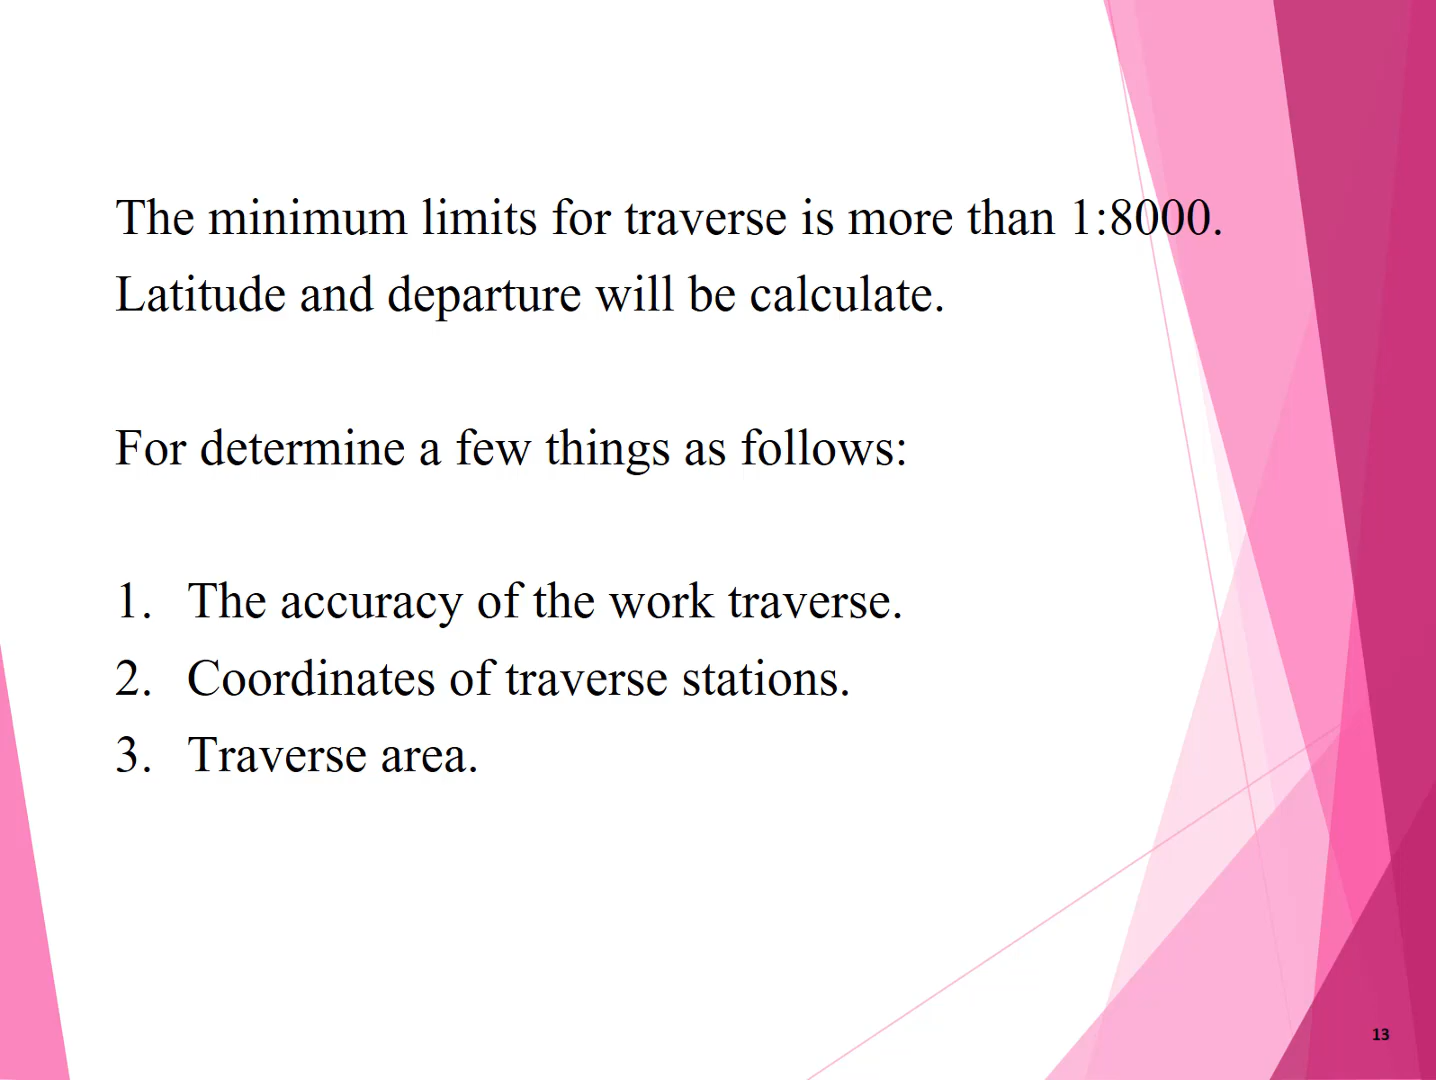 The minimum limits for traverse is more than 1:8000.
Latitude and departure will be calculate.
For determine a few things as follows:
1. The accuracy of the work traverse.
2. Coordinates of traverse stations.
3. Traverse area.
13